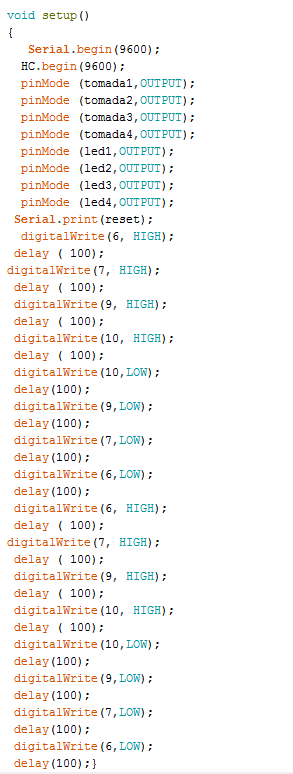 void setup()
{
Serial.begin(9600);
HC.begin(9600);
pinMode (tomada1,OUTPUT);
pinMode (tomada2,OUTPUT);
pinMode (tomada3,OUTPUT);
pinMode (tomada4,OUTPUT);
pinMode (led1,OUTPUT);
pinMode (led2,OUTPUT);
pinMode (led3,OUTPUT);
pinMode (led4,OUTPUT);
Serial.print(reset);
digitalWrite(6, HIGH);
delay ( 100);
digitalWrite(7, HIGH);
delay ( 100);
digitalWrite(9, HIGH);
delay ( 100);
digitalWrite(10, HIGH);
delay ( 100);
digitalWrite(10,LOW);
delay(100);
digitalWrite(9,LOW);
delay(100);
digitalWrite(7,LOW);
delay(100);
digitalWrite(6,LOW);
delay(100);
digitalWrite(6, HIGH);
delay ( 100);
digitalWrite(7, HIGH);
delay ( 100);
digitalWrite(9, HIGH);
delay ( 100);
digitalWrite(10, HIGH);
delay ( 100);
digitalWrite(10,LOW);
delay(100);
digitalWrite(9,LOW);
delay(100);
digitalWrite(7,LOW);
delay(100);
digitalWrite(6,LOW);
delay(100);}